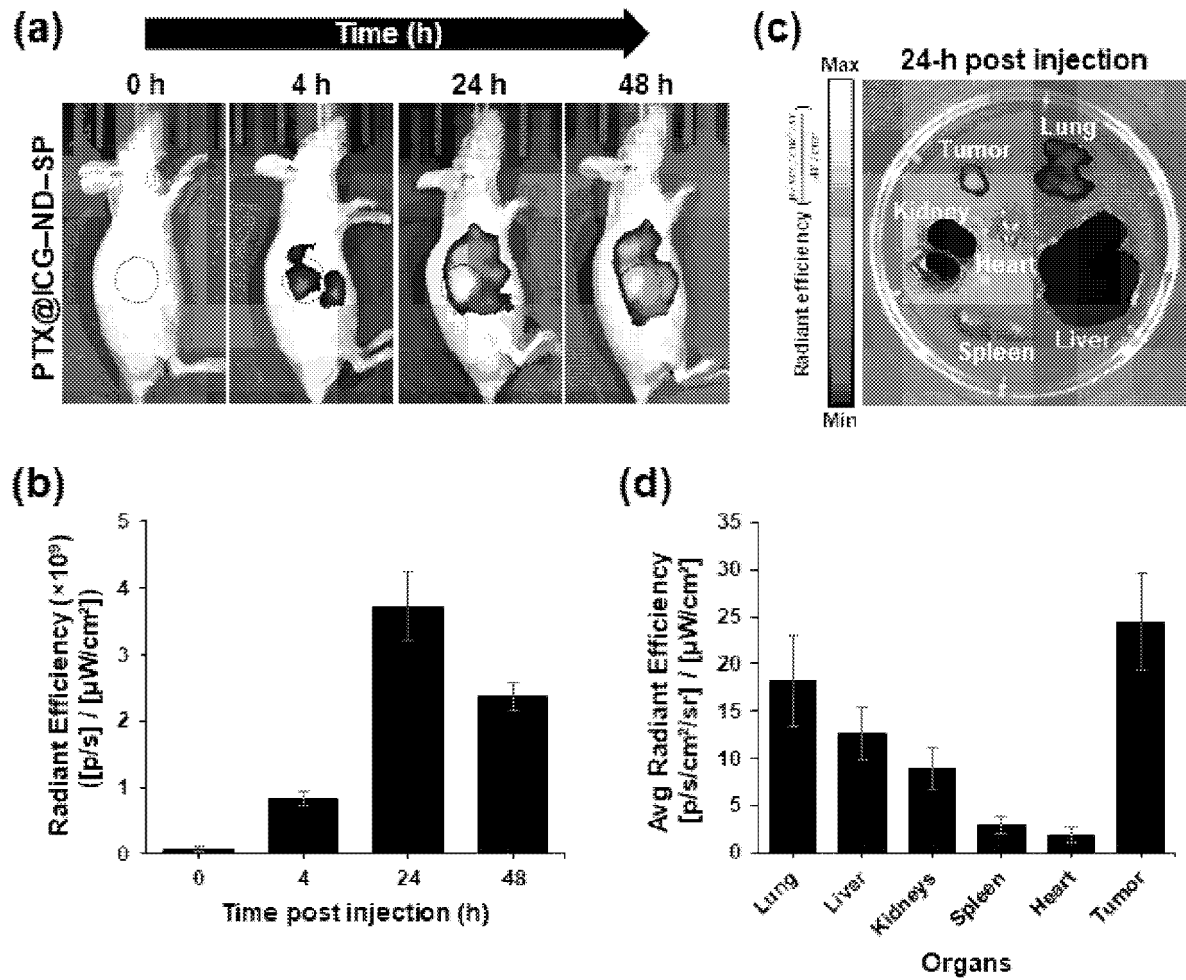 (a)
Time (h)
0 h
4 h
24 h
48 h
PTX@ICG–ND–SP
(c)
24-h post injection
Max
Radiant efficiency
Min
Tumor
Lung
Kidney
Heart
Spleen
Liver
(b)
Radiant Efficiency (×10⁹)
([p/s] / [µW/cm²])
5
4
3
2
1
0
0
4
24
48
Time post injection (h)
(d)
Avg Radiant Efficiency
[p/s/cm²/sr] / [µW/cm²]
35
30
25
20
15
10
5
0
Lung
Liver
Kidneys
Spleen
Heart
Tumor
Organs